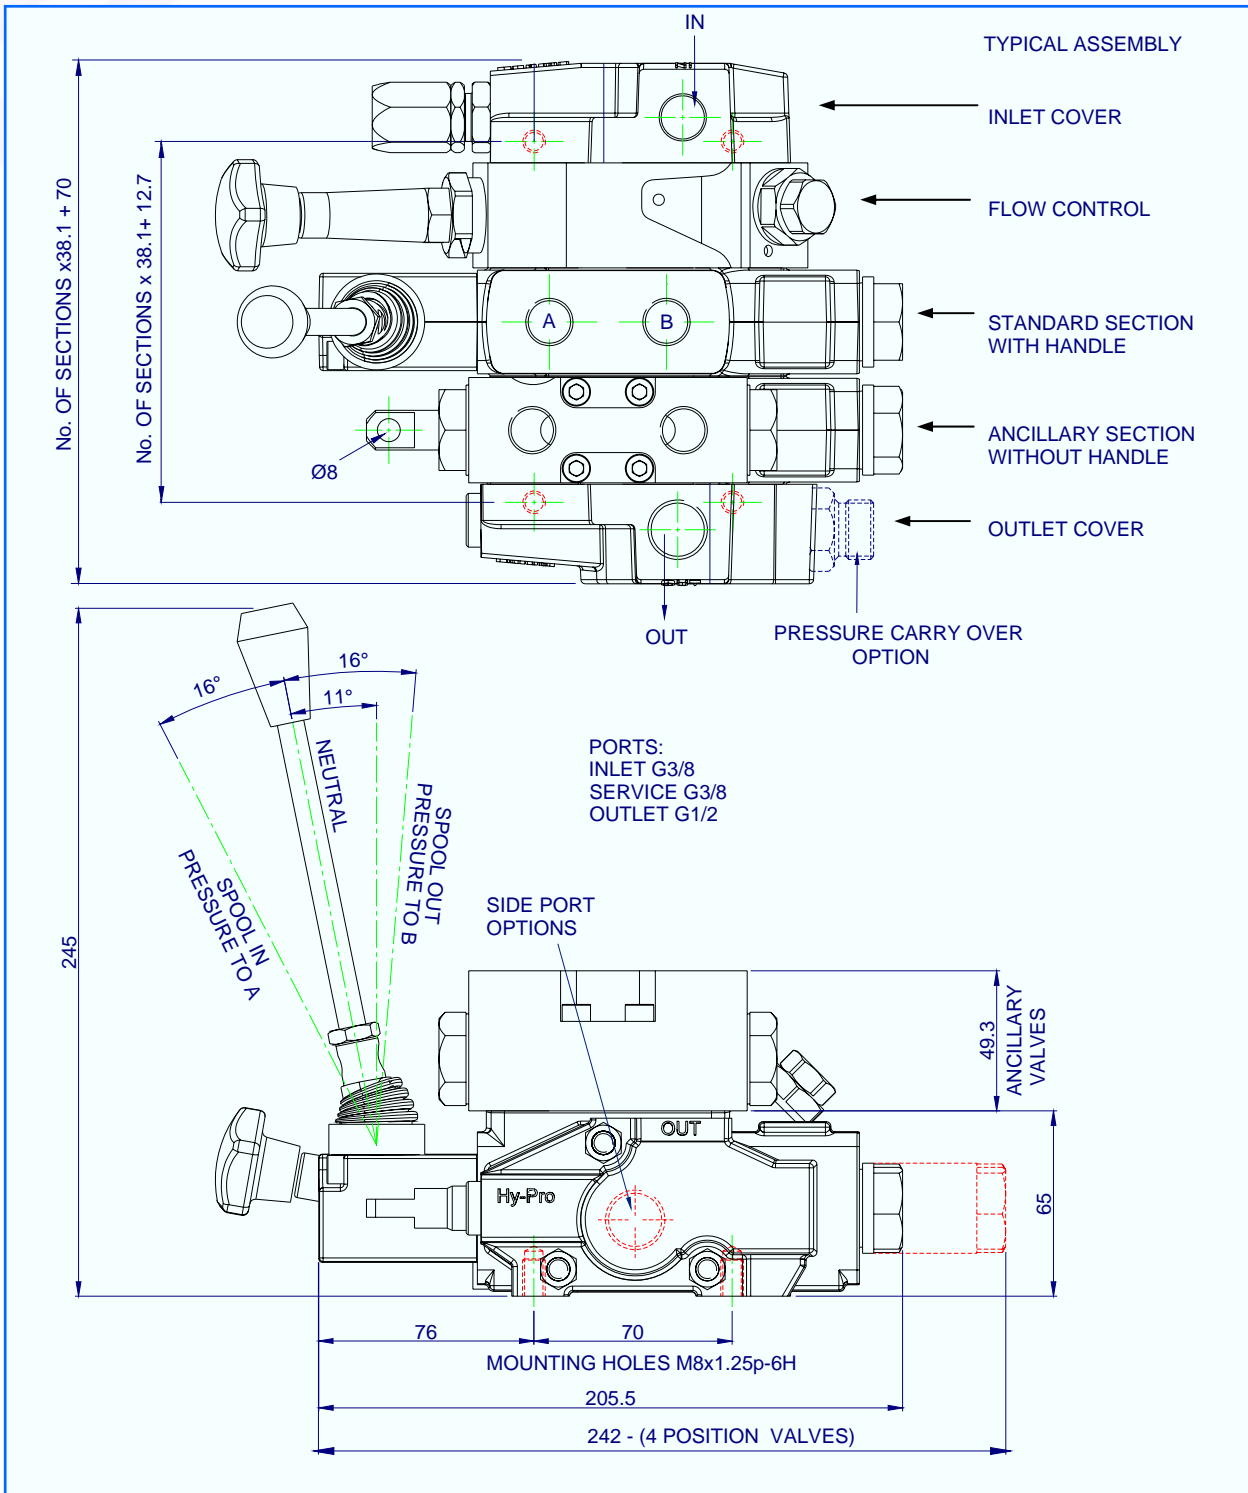 IN
TYPICAL ASSEMBLY
INLET COVER
FLOW CONTROL
No. OF SECTIONS x38.1 + 70
No. OF SECTIONS x 38.1+ 12.7
A
B
STANDARD SECTION
WITH HANDLE
ANCILLARY SECTION
WITHOUT HANDLE
Ø8
OUTLET COVER
OUT
PRESSURE CARRY OVER
OPTION
16°
16°
11°
NEUTRAL
SPOOL OUT
PRESSURE TO B
SPOOL IN
PRESSURE TO A
PORTS:
INLET G3/8
SERVICE G3/8
OUTLET G1/2
245
SIDE PORT
OPTIONS
49.3
ANCILLARY
VALVES
OUT
Hy-Pro
65
76
70
MOUNTING HOLES M8x1.25p-6H
205.5
242 - (4 POSITION VALVES)